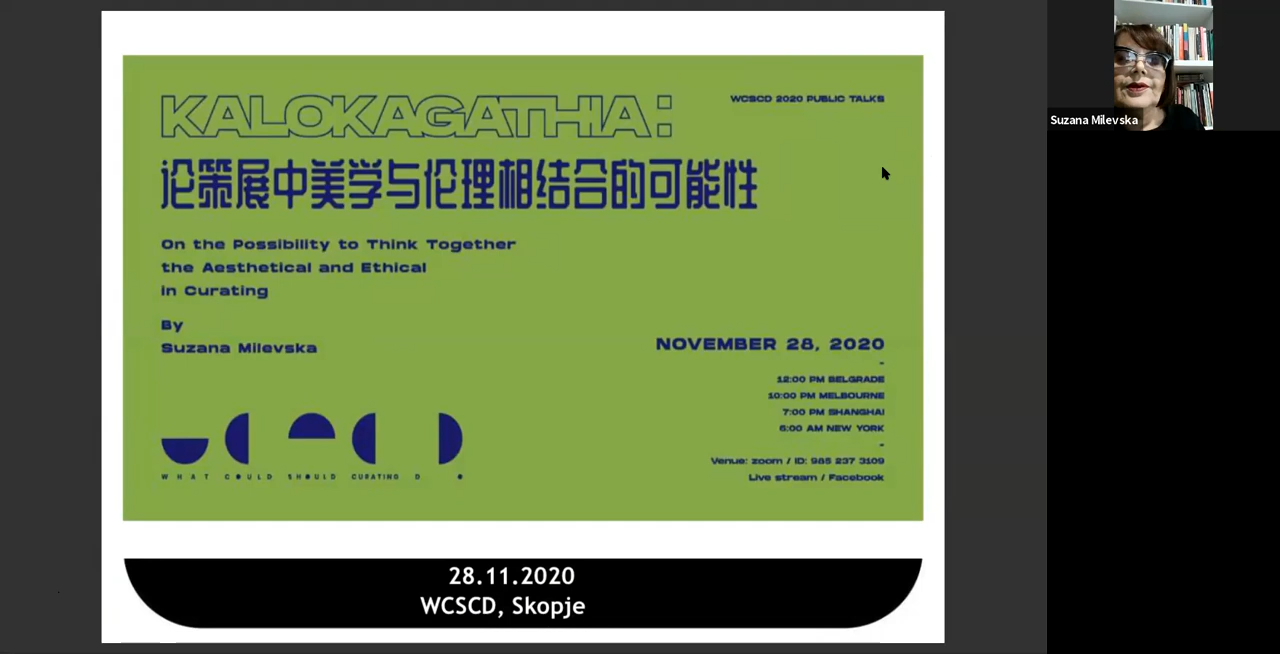 KALOKAGATHIA:
WCSCD 2020 PUBLIC TALKS
论策展中美学与伦理相结合的可能性
On the Possibility to Think Together
the Aesthetical and Ethical
in Curating
By
Suzana Milevska
NOVEMBER 28, 2020
-
12:00 PM BELGRADE
10:00 PM MELBOURNE
7:00 PM SHANGHAI
6:00 AM NEW YORK
-
Venue: zoom / ID: 985 237 3109
Live stream / Facebook
WHAT COULD SHOULD CURATING DO
28.11.2020
WCSCD, Skopje
Suzana Milevska